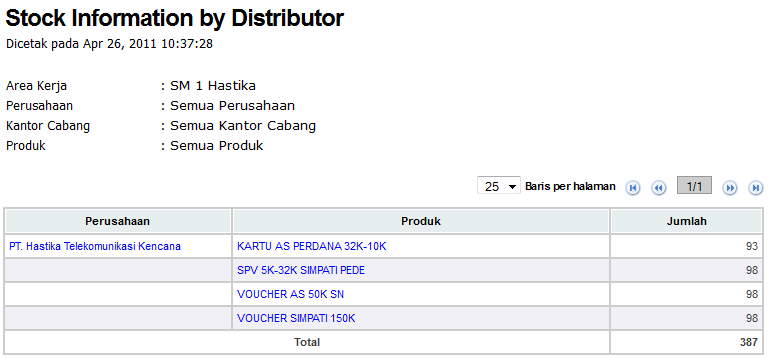 Stock Information by Distributor
Dicetak pada Apr 26, 2011 10:37:28
Area Kerja : SM 1 Hastika
Perusahaan : Semua Perusahaan
Kantor Cabang : Semua Kantor Cabang
Produk : Semua Produk
25 Baris per halaman 1/1
Perusahaan Produk Jumlah
PT. Hastika Telekomunikasi Kencana KARTU AS PERDANA 32K-10K 93
SPV 5K-32K SIMPATI PEDE 98
VOUCHER AS 50K SN 98
VOUCHER SIMPATI 150K 98
Total 387